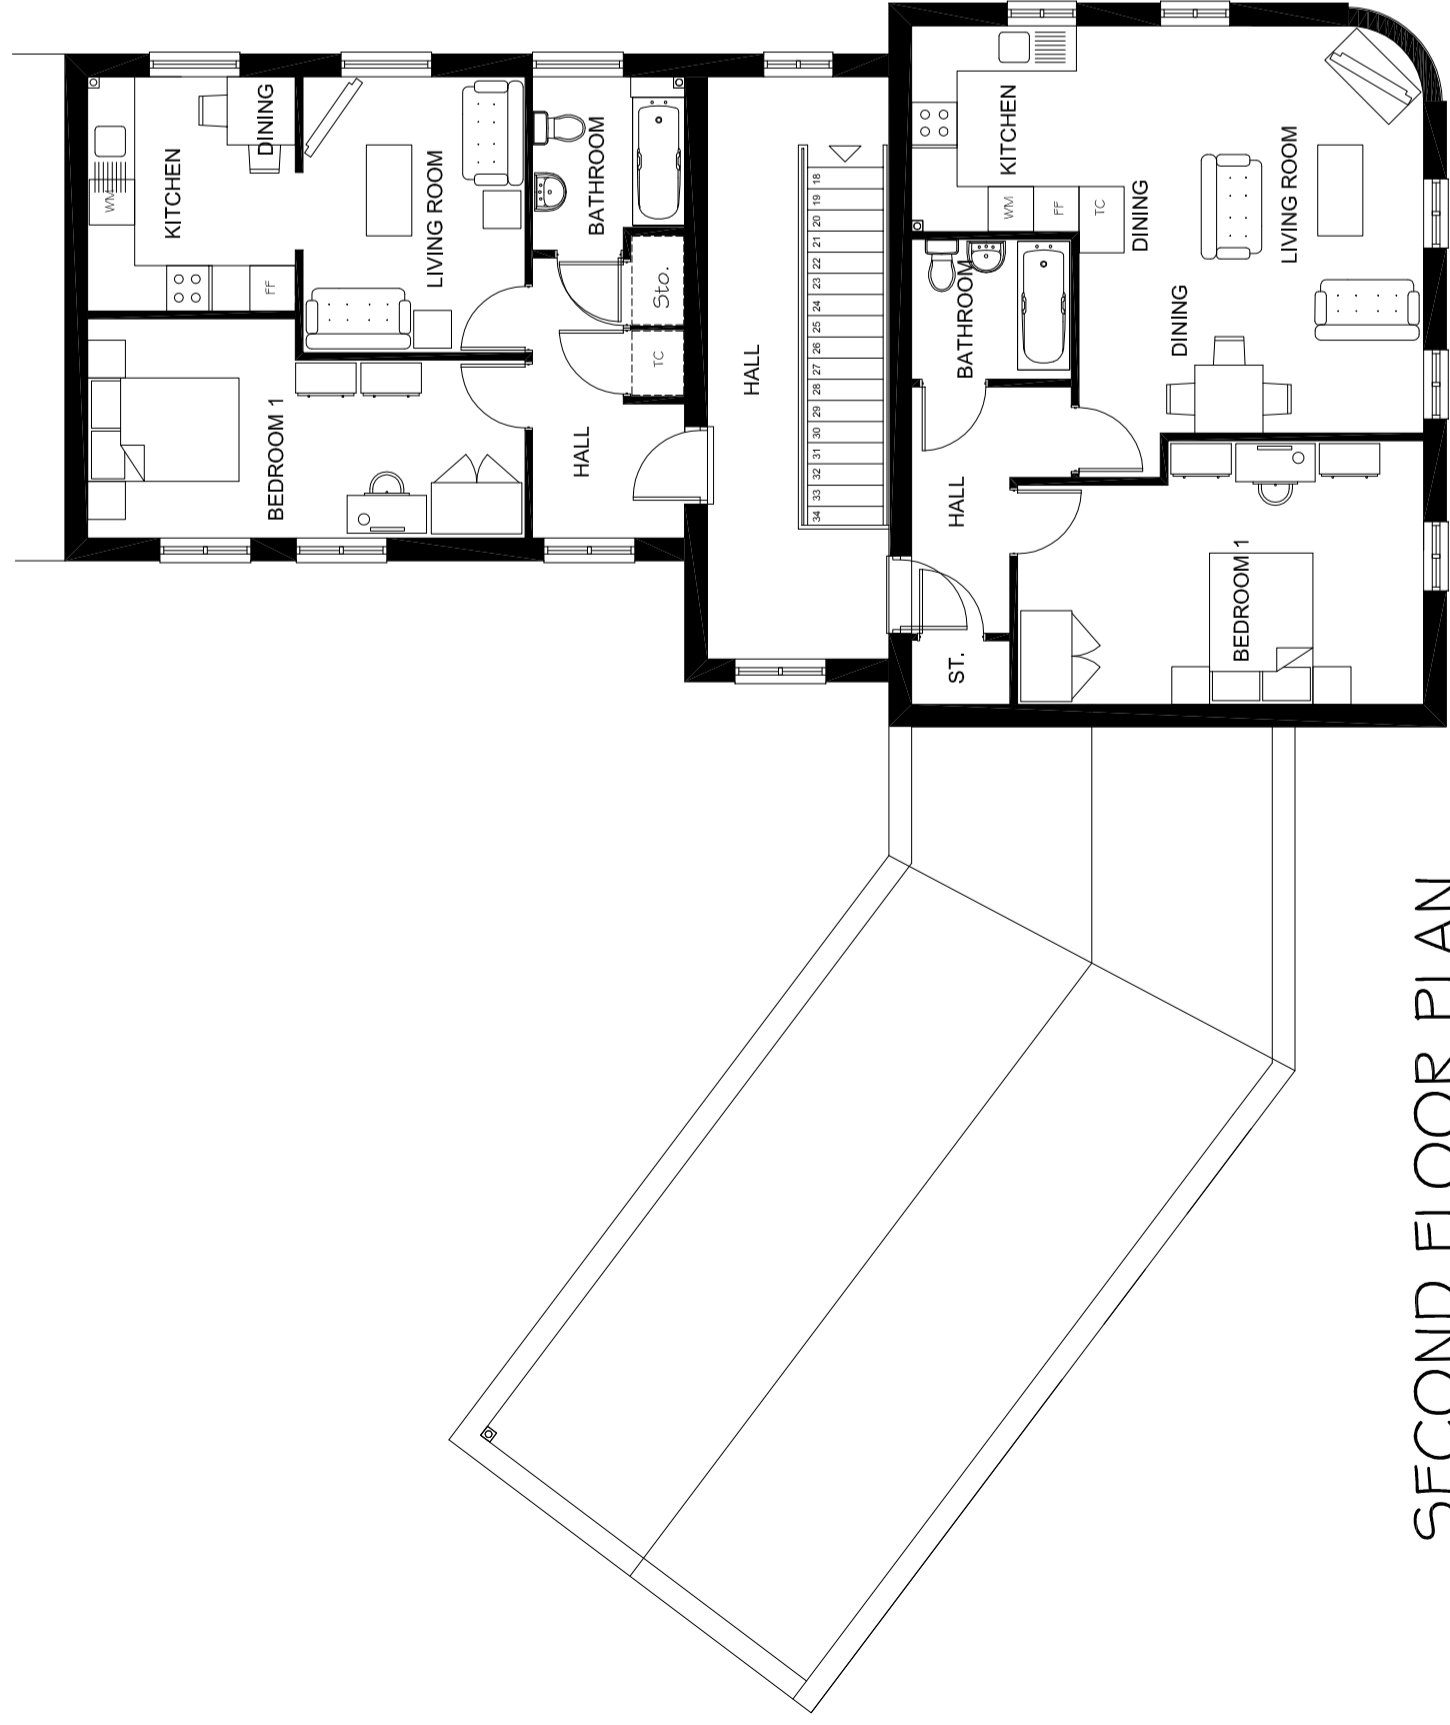 KITCHEN
DINING
WM
FF
LIVING ROOM
BATHROOM
Sto.
TC
BEDROOM 1
HALL
HALL
18
19
20
21
22
23
24
25
26
27
28
29
30
31
32
33
34
KITCHEN
WM
FF
TC
DINING
LIVING ROOM
BATHROOM
DINING
HALL
BEDROOM 1
ST.
SECOND FLOOR PLAN